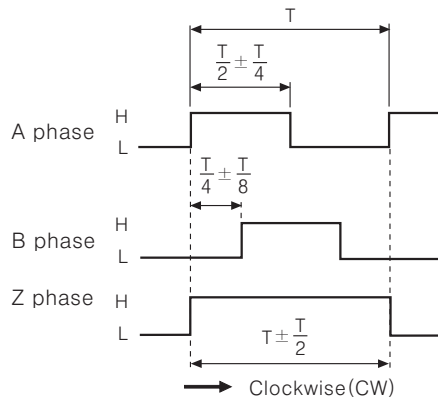 T
T/2 ± T/4
A phase
H
L
T/4 ± T/8
B phase
H
L
Z phase
H
L
T ± T/2
Clockwise(CW)